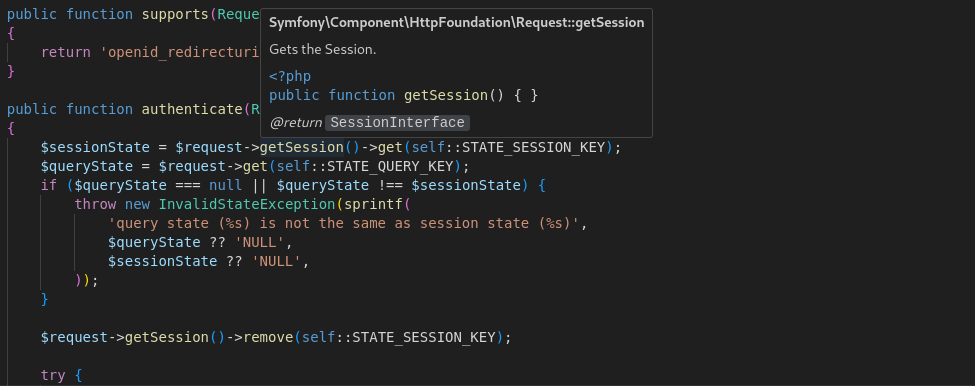 public function supports(Reque
{
    return 'openid_redirecturi
}
public function authenticate(R
{
Symfony\Component\HttpFoundation\Request::getSession
Gets the Session.
<?php
public function getSession() { }
@return SessionInterface
    $sessionState = $request->getSession()->get(self::STATE_SESSION_KEY);
    $queryState = $request->get(self::STATE_QUERY_KEY);
    if ($queryState === null || $queryState !== $sessionState) {
        throw new InvalidStateException(sprintf(
            'query state (%s) is not the same as session state (%s)',
            $queryState ?? 'NULL',
            $sessionState ?? 'NULL',
        ));
    }
    $request->getSession()->remove(self::STATE_SESSION_KEY);
    try {